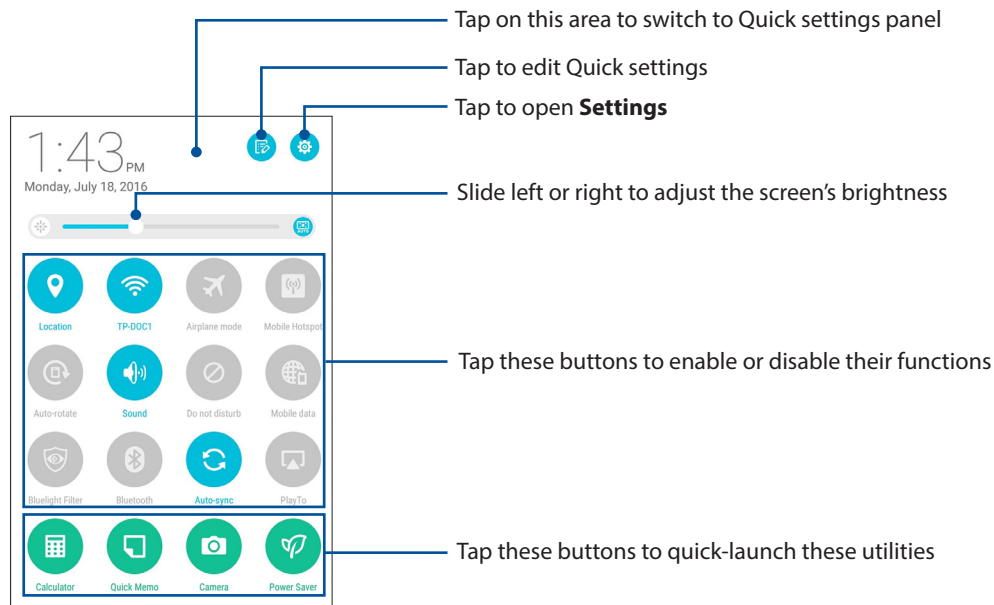 Tap on this area to switch to Quick settings panel
Tap to edit Quick settings
Tap to open Settings
1:43 PM
Monday, July 18, 2016
Slide left or right to adjust the screen's brightness
AUTO
Location TP-DOC1 Airplane mode Mobile Hotspot
Tap these buttons to enable or disable their functions
Auto-rotate Sound Do not disturb Mobile data
Bluelight Filter Bluetooth Auto-sync PlayTo
Tap these buttons to quick-launch these utilities
Calculator Quick Memo Camera Power Saver